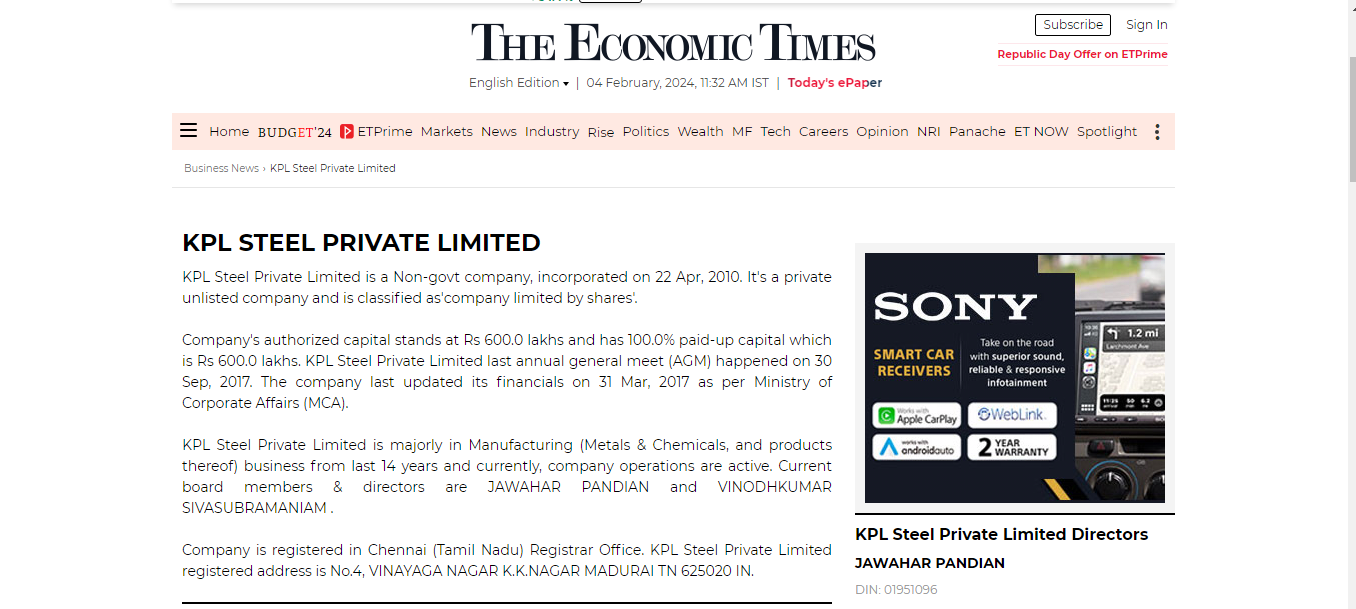 THE ECONOMIC TIMES
Subscribe Sign In
Republic Day Offer on ETPrime
English Edition | 04 February, 2024, 11:32 AM IST | Today's ePaper
Home BUDGET'24 ETPrime Markets News Industry Rise Politics Wealth MF Tech Careers Opinion NRI Panache ET NOW Spotlight
Business News › KPL Steel Private Limited
KPL STEEL PRIVATE LIMITED
KPL Steel Private Limited is a Non-govt company, incorporated on 22 Apr, 2010. It's a private
unlisted company and is classified as'company limited by shares'.
Company's authorized capital stands at Rs 600.0 lakhs and has 100.0% paid-up capital which
is Rs 600.0 lakhs. KPL Steel Private Limited last annual general meet (AGM) happened on 30
Sep, 2017. The company last updated its financials on 31 Mar, 2017 as per Ministry of
Corporate Affairs (MCA).
KPL Steel Private Limited is majorly in Manufacturing (Metals & Chemicals, and products
thereof) business from last 14 years and currently, company operations are active. Current
board members & directors are JAWAHAR PANDIAN and VINODHKUMAR
SIVASUBRAMANIAM .
Company is registered in Chennai (Tamil Nadu) Registrar Office. KPL Steel Private Limited
registered address is No.4, VINAYAGA NAGAR K.K.NAGAR MADURAI TN 625020 IN.
SONY
SMART CAR
RECEIVERS
Take on the road
with superior sound,
reliable & responsive
infotainment
Works with
Apple CarPlay
WebLink
works with
androidauto
2 YEAR
WARRANTY
1.2 mi
Larchmont Ave
KPL Steel Private Limited Directors
JAWAHAR PANDIAN
DIN: 01951096